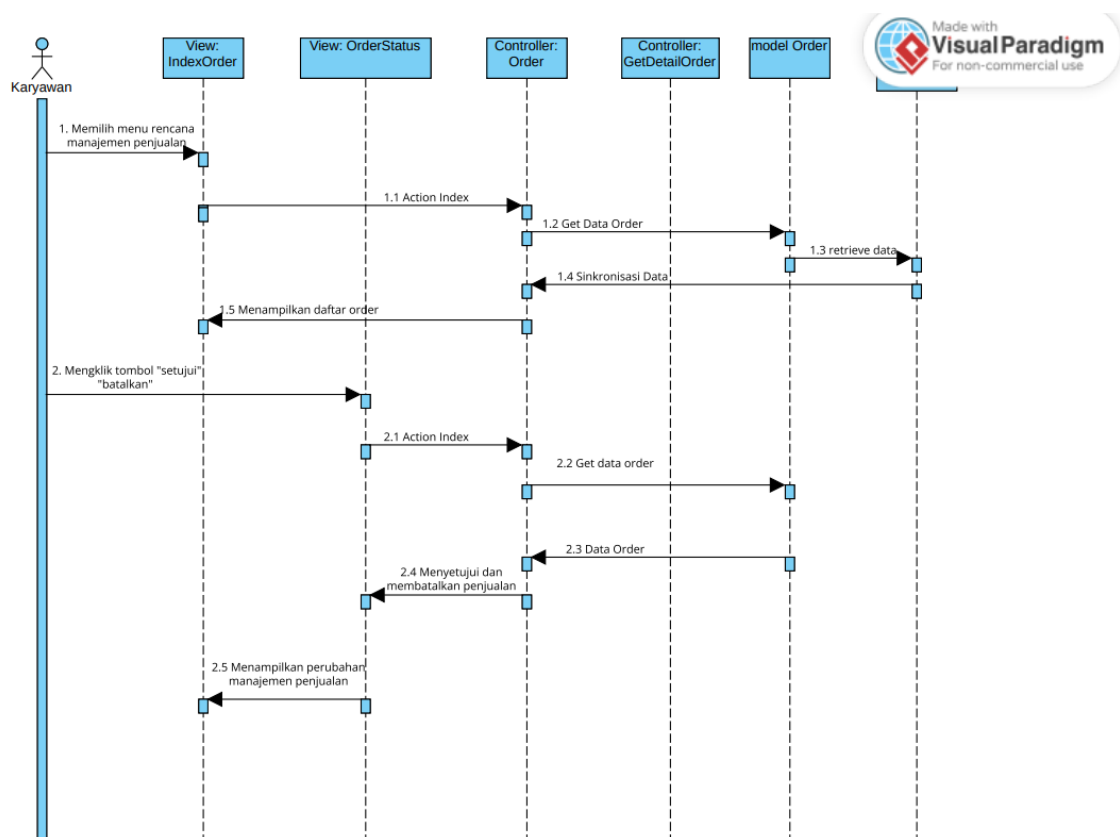 Made with
Visual Paradigm
For non-commercial use
Karyawan
View:
IndexOrder
View: OrderStatus
Controller:
Order
Controller:
GetDetailOrder
model Order
1. Memilih menu rencana
manajemen penjualan
1.1 Action Index
1.2 Get Data Order
1.3 retrieve data
1.4 Sinkronisasi Data
1.5 Menampilkan daftar order
2. Mengklik tombol "setujui"
"batalkan"
2.1 Action Index
2.2 Get data order
2.3 Data Order
2.4 Menyetujui dan
membatalkan penjualan
2.5 Menampilkan perubahan
manajemen penjualan